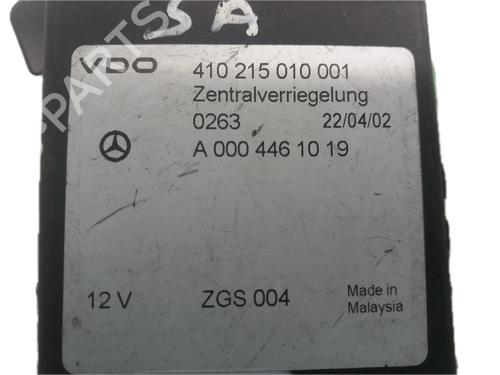 SA
VDO 410 215 010 001
Zentralverriegelung
0263 22/04/02
A 000 446 10 19
12 V ZGS 004 Made in
Malaysia